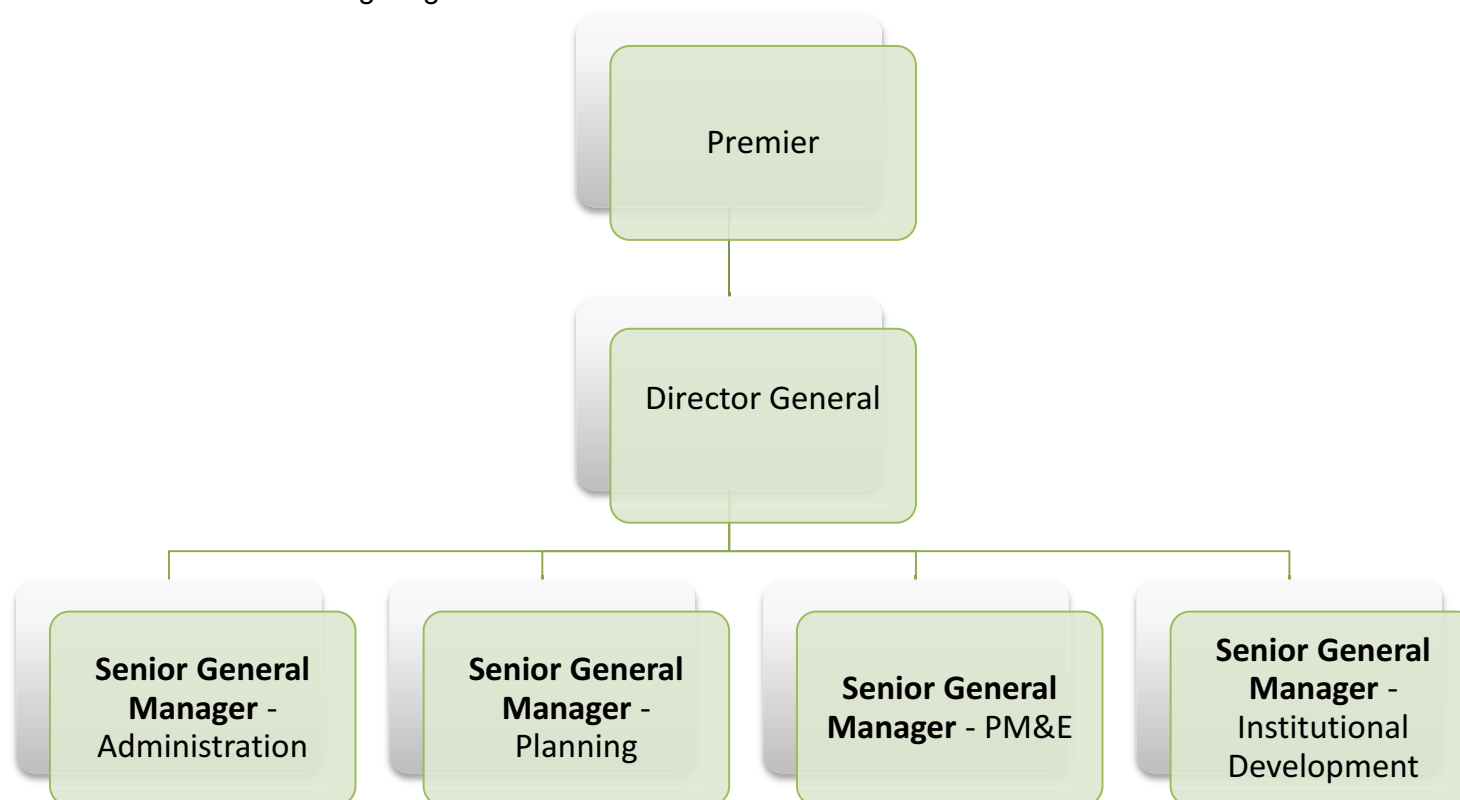 Premier
Director General
Senior General
Manager -
Administration
Senior General
Manager -
Planning
Senior General
Manager - PM&E
Senior General
Manager -
Institutional
Development